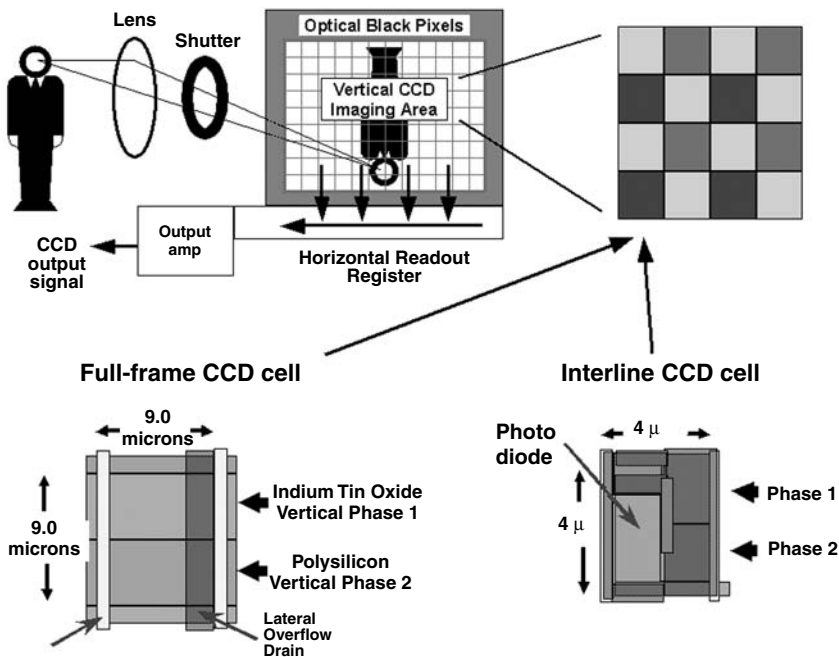 Lens
Shutter
Optical Black Pixels
Vertical CCD
Imaging Area
CCD
output
signal
Output
amp
Horizontal Readout
Register
Full-frame CCD cell
Interline CCD cell
9.0
microns
9.0
microns
Indium Tin Oxide
Vertical Phase 1
Polysilicon
Vertical Phase 2
Lateral
Overflow
Drain
Photo
diode
4 μ
4 μ
Phase 1
Phase 2